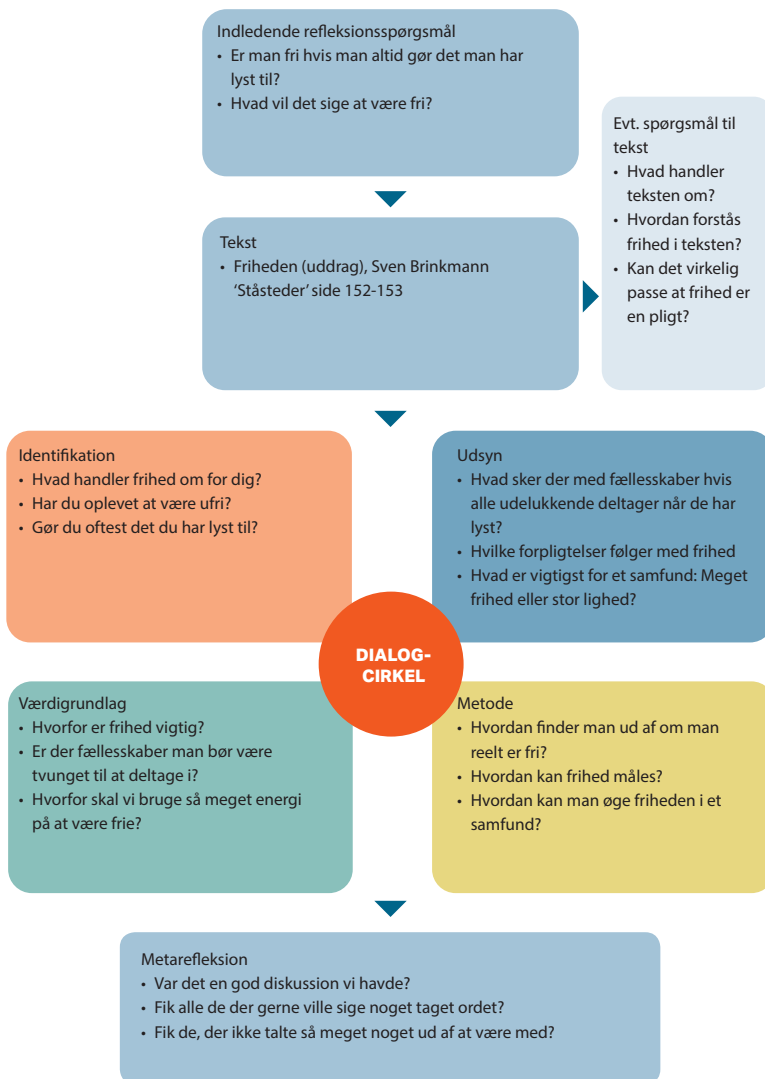 Indledende refleksionsspørgsmål
• Er man fri hvis man altid gør det man har
lyst til?
• Hvad vil det sige at være fri?
Evt. spørgsmål til
tekst
• Hvad handler
teksten om?
• Hvordan forstås
frihed i teksten?
• Kan det virkelig
passe at frihed er
en pligt?
Tekst
• Friheden (uddrag), Sven Brinkmann
‘Ståsteder’ side 152-153
Identifikation
• Hvad handler frihed om for dig?
• Har du oplevet at være ufri?
• Gør du oftest det du har lyst til?
Udsyn
• Hvad sker der med fællesskaber hvis
alle udelukkende deltager når de har
lyst?
• Hvilke forpligtelser følger med frihed
• Hvad er vigtigst for et samfund: Meget
frihed eller stor lighed?
DIALOG-
CIRKEL
Værdigrundlag
• Hvorfor er frihed vigtig?
• Er der fællesskaber man bør være
tvunget til at deltage i?
• Hvorfor skal vi bruge så meget energi
på at være frie?
Metode
• Hvordan finder man ud af om man
reelt er fri?
• Hvordan kan frihed måles?
• Hvordan kan man øge friheden i et
samfund?
Metarefleksion
• Var det en god diskussion vi havde?
• Fik alle de der gerne ville sige noget taget ordet?
• Fik de, der ikke talte så meget noget ud af at være med?